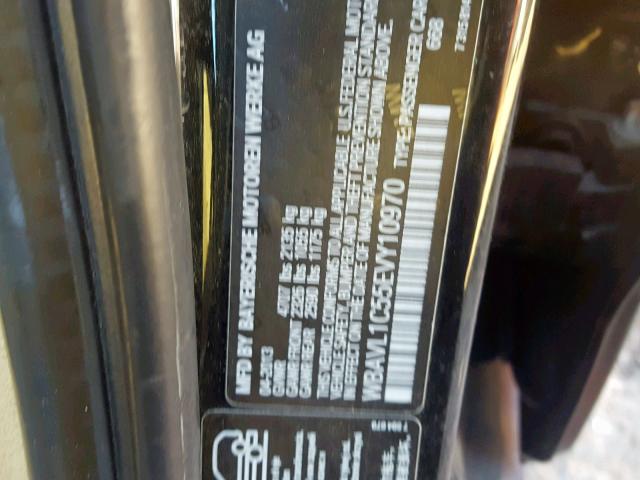 MFD BY BAYERISCHE MOTOREN WERKE AG
04-2013
GVWR 4707 lbs 2135 kg
GAWR FRONT 2326 lbs 1055 kg
GAWR REAR 2590 lbs 1175 kg
THIS VEHICLE CONFORMS TO ALL APPLICABLE U.S. FEDERAL MOTOR
VEHICLE SAFETY, BUMPER AND THEFT PREVENTION STANDARDS
IN EFFECT ON THE DATE OF MANUFACTURE SHOWN ABOVE.
WBAVL1C55EVY10970 TYPE: PASSENGER CAR
668